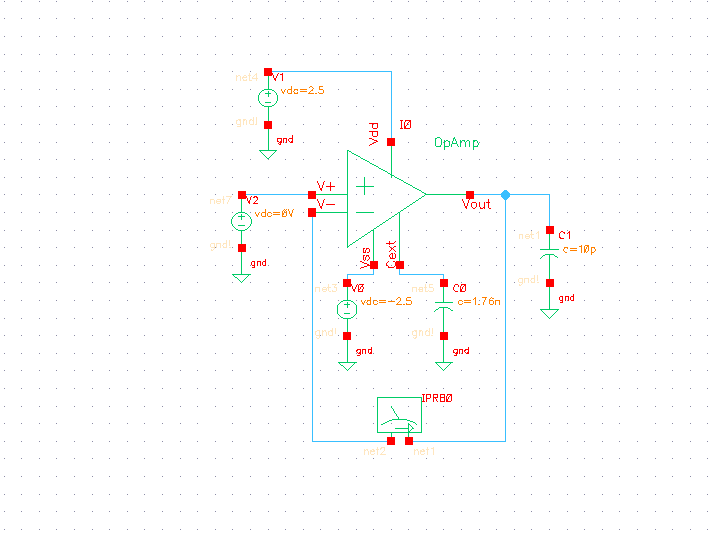 net4 V1
vdc=2.5
gnd!
gnd
Vdd
I0
OpAmp
net7 V2
vdc=0V
gnd!
gnd
V+
V-
Vout
Vss
Cext
net1 C1
c=10p
gnd!
gnd
net3 V0
vdc=-2.5
gnd!
gnd
net5 C0
c=1.76n
gnd!
gnd
IPRB0
net2 net1